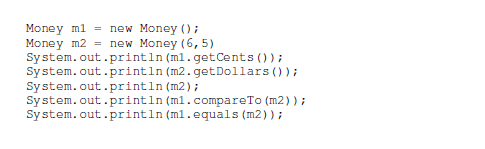 Money m1 = new Money();
Money m2 = new Money(6,5)
System.out.println(m1.getCents());
System.out.println(m2.getDollars());
System.out.println(m2);
System.out.println(m1.compareTo(m2));
System.out.println(m1.equals(m2));